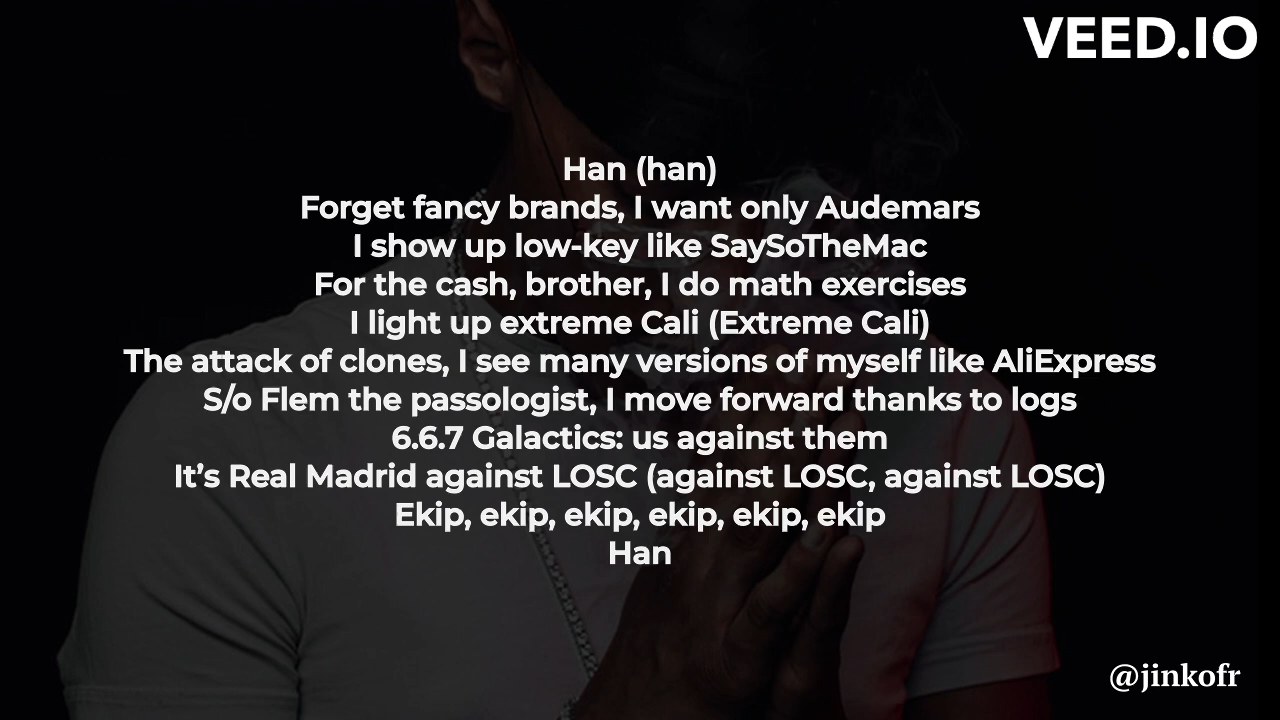 VEED.IO
Han (han)
Forget fancy brands, I want only Audemars
I show up low-key like SaySoTheMac
For the cash, brother, I do math exercises
I light up extreme Cali (Extreme Cali)
The attack of clones, I see many versions of myself like AliExpress
S/o Flem the passologist, I move forward thanks to logs
6.6.7 Galactics: us against them
It’s Real Madrid against LOSC (against LOSC, against LOSC)
Ekip, ekip, ekip, ekip, ekip, ekip
Han
@jinkofr